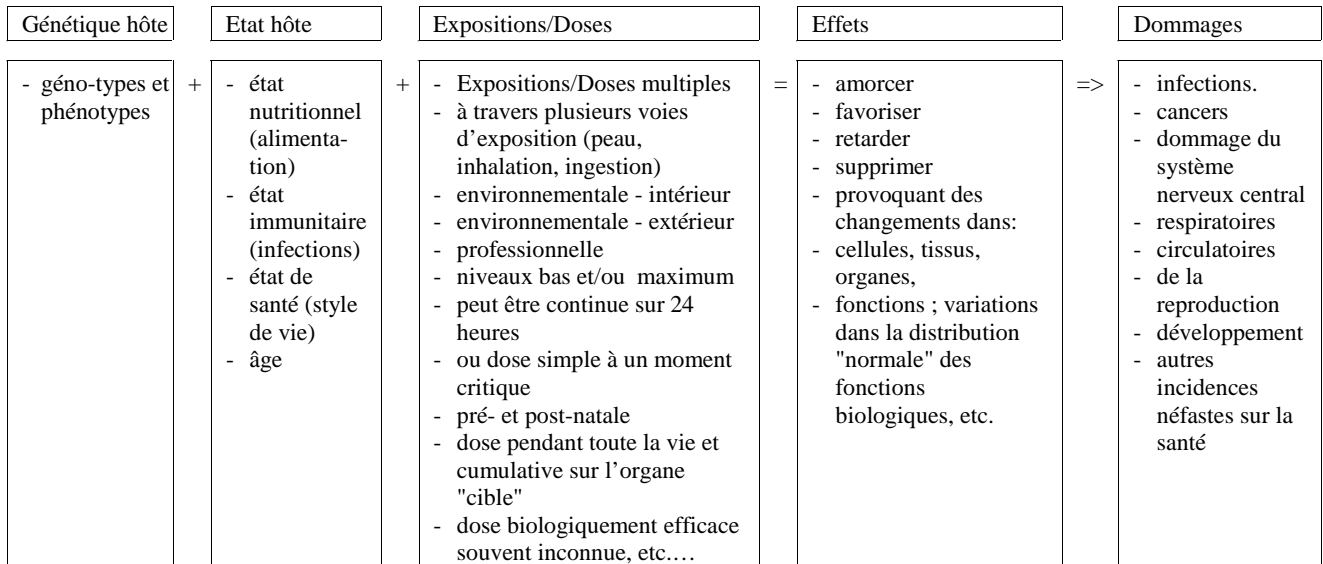 Génétique hôte
Etat hôte
Expositions/Doses
Effets
Dommages
- géno-types et
phénotypes
+
- état
nutritionnel
(alimenta-
tion)
- état
immunitaire
(infections)
- état de
santé (style
de vie)
- âge
+
- Expositions/Doses multiples
- à travers plusieurs voies
d’exposition (peau,
inhalation, ingestion)
- environnementale - intérieur
- environnementale - extérieur
- professionnelle
- niveaux bas et/ou maximum
- peut être continue sur 24
heures
- ou dose simple à un moment
critique
- pré- et post-natale
- dose pendant toute la vie et
cumulative sur l’organe
"cible"
- dose biologiquement efficace
souvent inconnue, etc.…
=
- amorcer
- favoriser
- retarder
- supprimer
- provoquant des
changements dans:
- cellules, tissus,
organes,
- fonctions ; variations
dans la distribution
"normale" des
fonctions
biologiques, etc.
=>
- infections.
- cancers
- dommage du
système
nerveux central
- respiratoires
- circulatoires
- de la
reproduction
- développement
- autres
incidences
néfastes sur la
santé